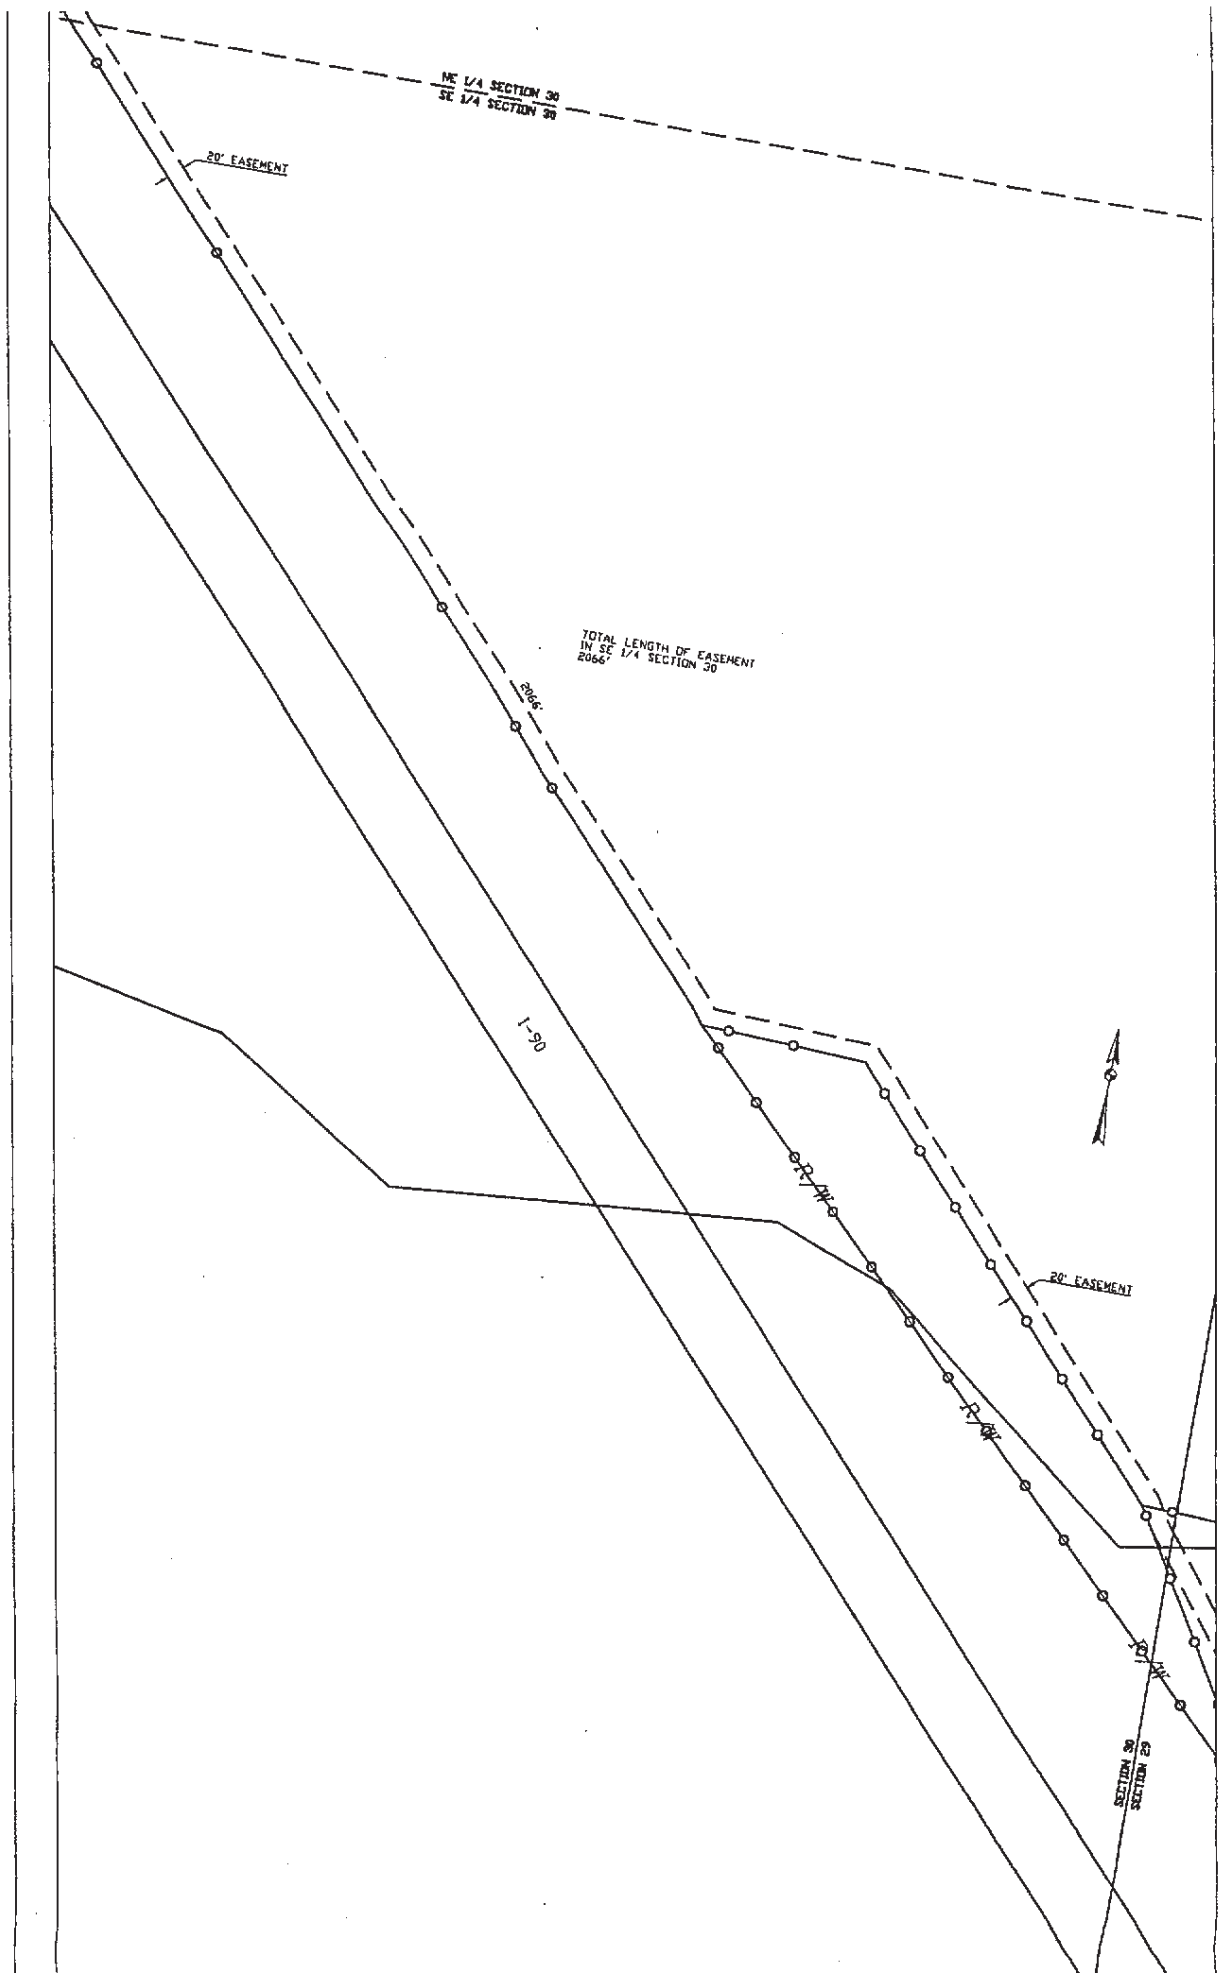 NE 1/4 SECTION 30
SE 1/4 SECTION 30
20' EASEMENT
TOTAL LENGTH OF EASEMENT
IN SE 1/4 SECTION 30
2066'
2066'
I-90
R/W
20' EASEMENT
R/W
R/W
SECTION 30
SECTION 29